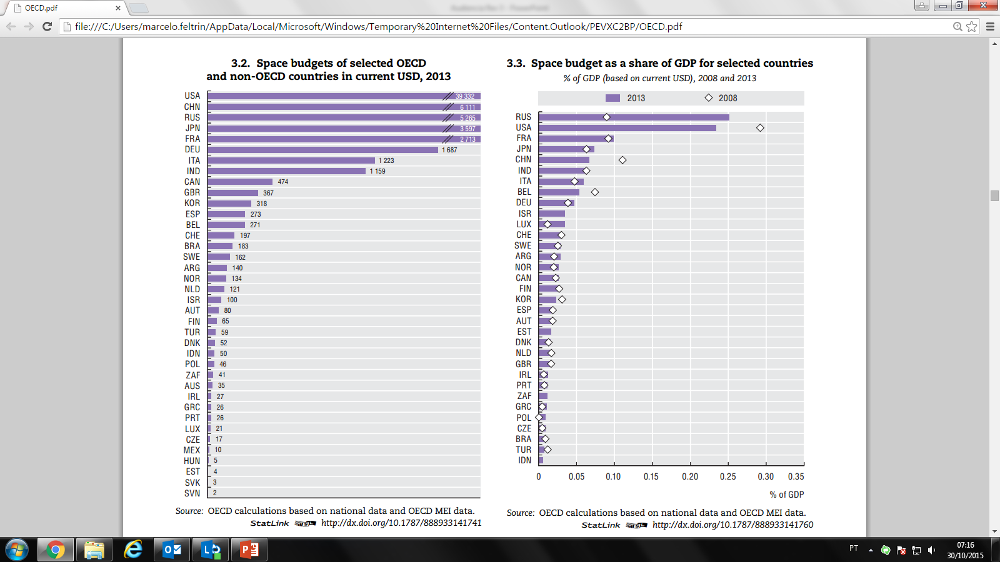 OECD.pdf
file:///C:/Users/marcelo.feltrin/AppData/Local/Microsoft/Windows/Temporary%20Internet%20Files/Content.Outlook/PEVXC2BP/OECD.pdf
3.2. Space budgets of selected OECD
and non-OECD countries in current USD, 2013
USA 39 332
CHN 6 111
RUS 5 265
JPN 3 597
FRA 2 713
DEU 1 687
ITA 1 223
IND 1 159
CAN 474
GBR 367
KOR 318
ESP 273
BEL 271
CHE 197
BRA 183
SWE 162
ARG 140
NOR 134
NLD 121
ISR 100
AUT 80
FIN 65
TUR 59
DNK 52
IDN 50
POL 46
ZAF 41
AUS 35
IRL 27
GRC 26
PRT 26
LUX 21
CZE 17
MEX 10
HUN 5
EST 4
SVK 3
SVN 2
Source: OECD calculations based on national data and OECD MEI data.
StatLink http://dx.doi.org/10.1787/888933141741
3.3. Space budget as a share of GDP for selected countries
% of GDP (based on current USD), 2008 and 2013
2013 2008
RUS
USA
FRA
JPN
CHN
IND
ITA
BEL
DEU
ISR
LUX
CHE
SWE
ARG
NOR
CAN
FIN
KOR
ESP
AUT
EST
DNK
NLD
GBR
IRL
PRT
ZAF
GRC
POL
CZE
BRA
TUR
IDN
0 0.05 0.10 0.15 0.20 0.25 0.30 0.35
% of GDP
Source: OECD calculations based on national data and OECD MEI data.
StatLink http://dx.doi.org/10.1787/888933141760
PT
07:16
30/10/2015